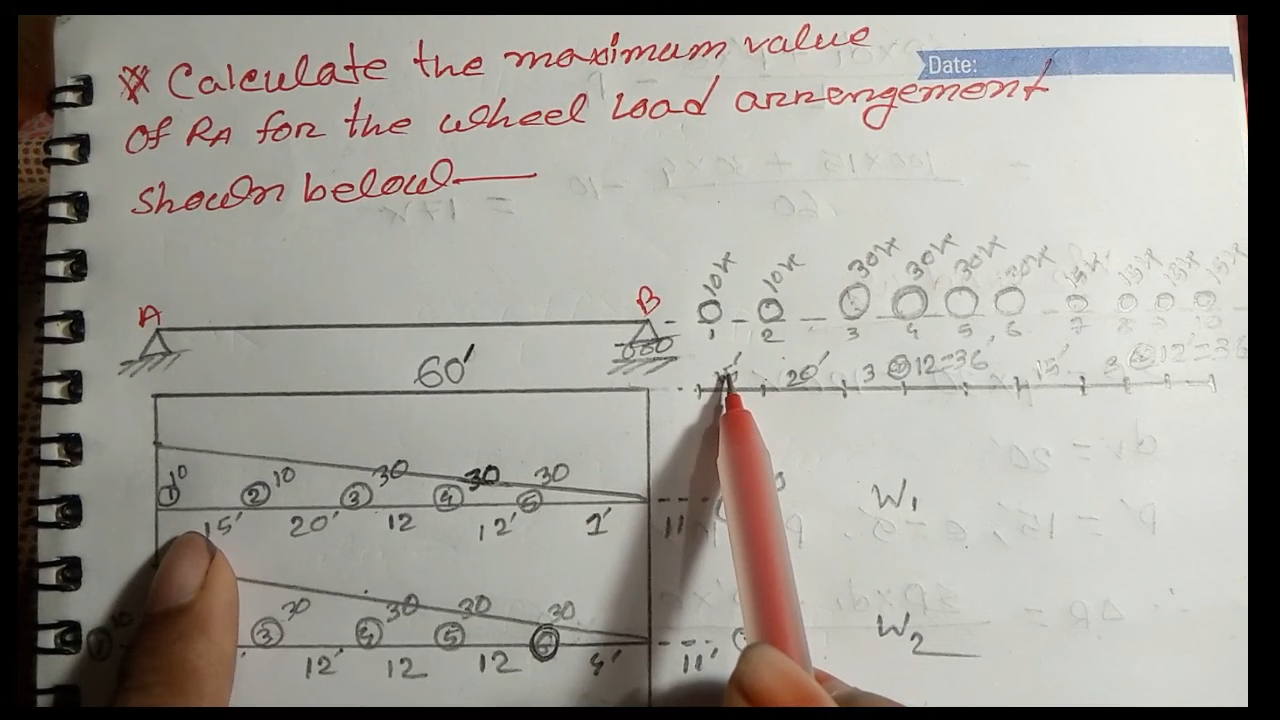 * Calculate the maximum value
Date:
of RA for the wheel load arrengement
shown below—
A B
60'
10K 10K 30K 30K 30K 30K 15K 15K 15K 15K
1 2 3 4 5 6 7 8 9 10
20' 3@12=36' 15' 3@12'=36
1 10 2 10 3 30 4 30 5 30
15' 20' 12 12' 1' 11
W1
10 3 30 4 30 5 30 30
12' 12 12 4' 11'
W2